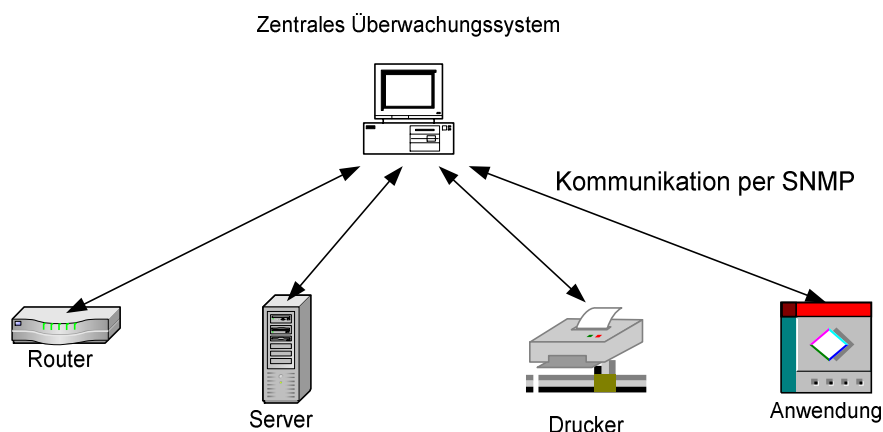 Zentrales Überwachungssystem
Kommunikation per SNMP
Router
Server
Drucker
Anwendung